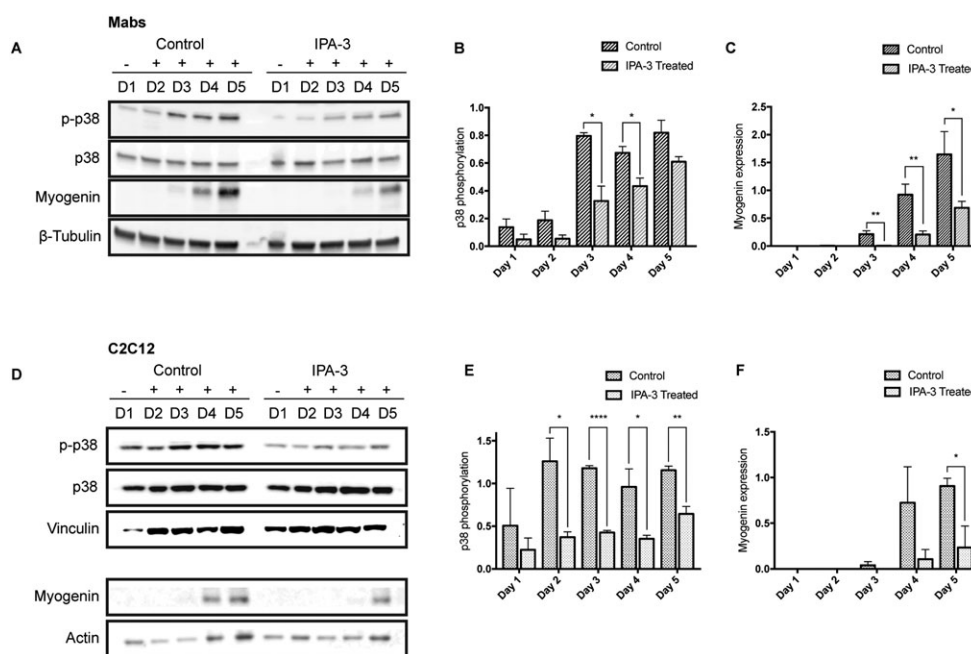 Mabs
A
Control IPA-3
- + + + + - + + + +
D1 D2 D3 D4 D5 D1 D2 D3 D4 D5
p-p38
p38
Myogenin
β-Tubulin
B
Control
IPA-3 Treated
p38 phosphorylation
1.0
0.8
0.6
0.4
0.2
0.0
* *
Day 1 Day 2 Day 3 Day 4 Day 5
C
Control
IPA-3 Treated
Myogenin expression
2.5
2.0
1.5
1.0
0.5
0.0
** ** *
Day 1 Day 2 Day 3 Day 4 Day 5
C2C12
D
Control IPA-3
- + + + + - + + + +
D1 D2 D3 D4 D5 D1 D2 D3 D4 D5
p-p38
p38
Vinculin
Myogenin
Actin
E
Control
IPA-3 Treated
p38 phosphorylation
1.5
1.0
0.5
0.0
* **** * **
Day 1 Day 2 Day 3 Day 4 Day 5
F
Control
IPA-3 Treated
Myogenin expression
1.5
1.0
0.5
0.0
*
Day 1 Day 2 Day 3 Day 4 Day 5